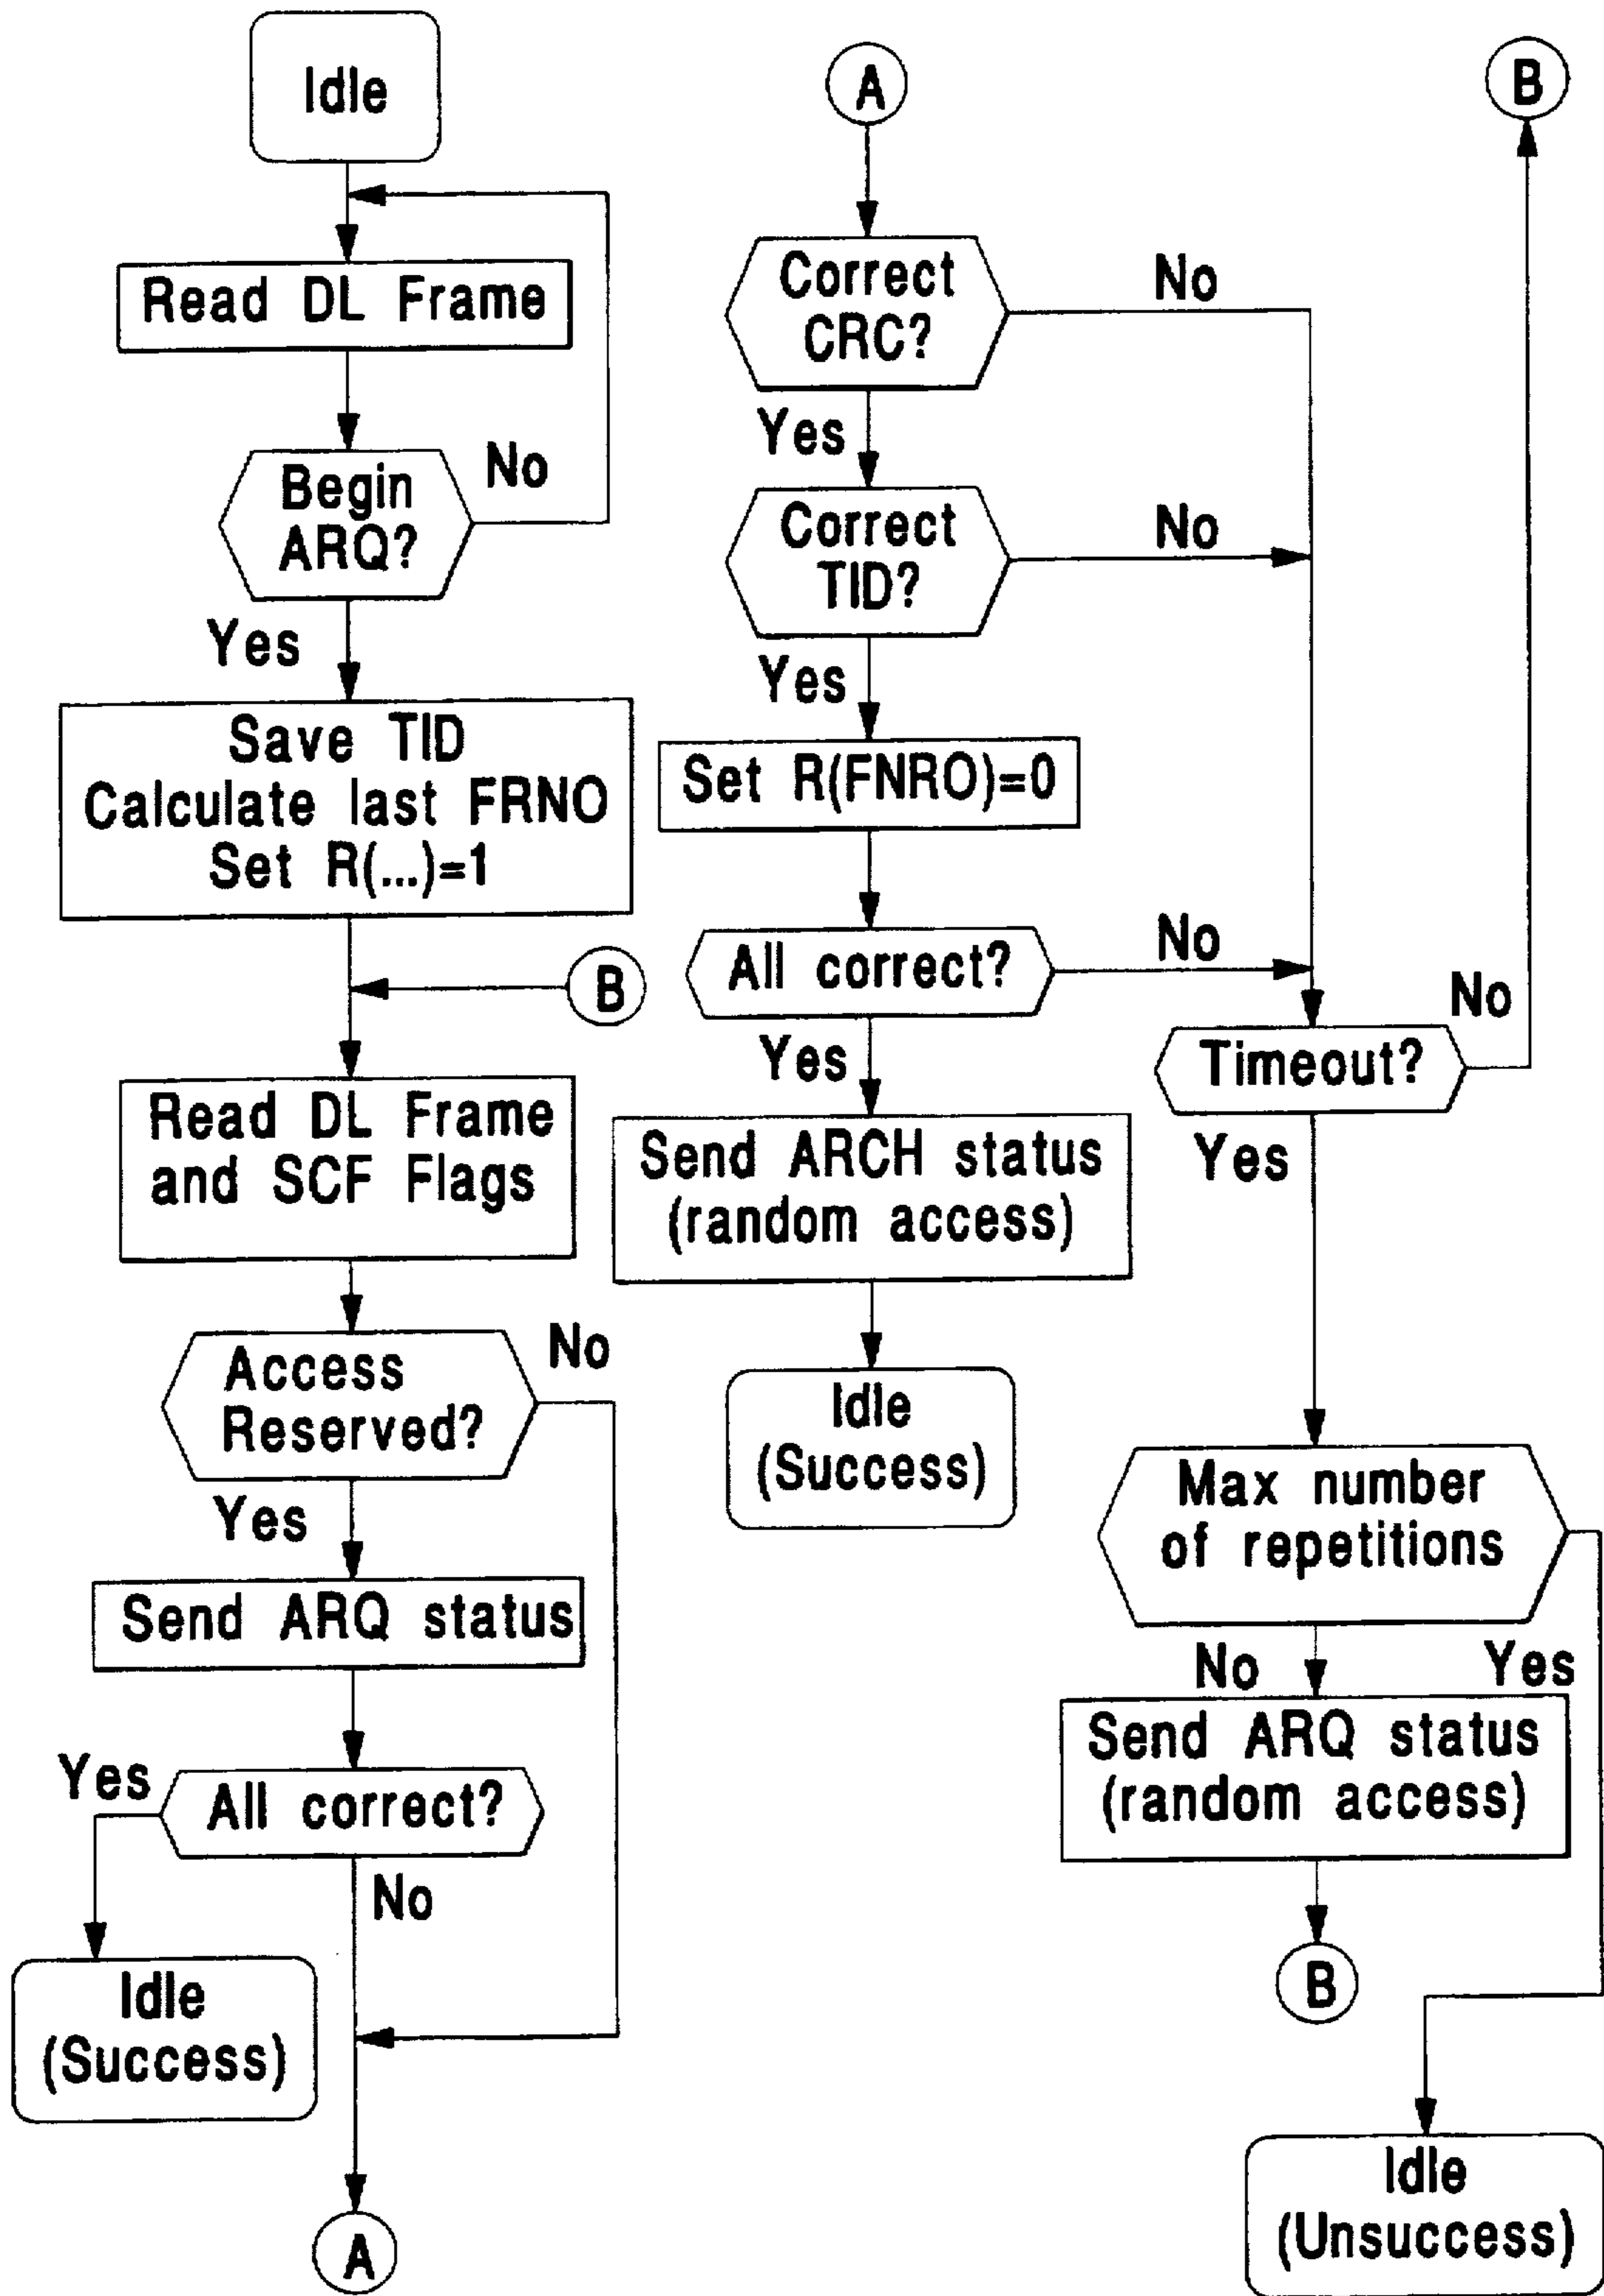 Idle
Read DL Frame
Begin
ARQ?
No
Yes
Save TID
Calculate last FRNO
Set R(...)=1
B
Read DL Frame
and SCF Flags
Access
Reserved?
No
Yes
Send ARQ status
All correct?
Yes
No
Idle
(Success)
A
A
Correct
CRC?
No
Yes
Correct
TID?
No
Yes
Set R(FNRO)=0
All correct?
No
Yes
Send ARCH status
(random access)
Idle
(Success)
B
Timeout?
No
Yes
Max number
of repetitions
No
Yes
Send ARQ status
(random access)
B
Idle
(Unsuccess)